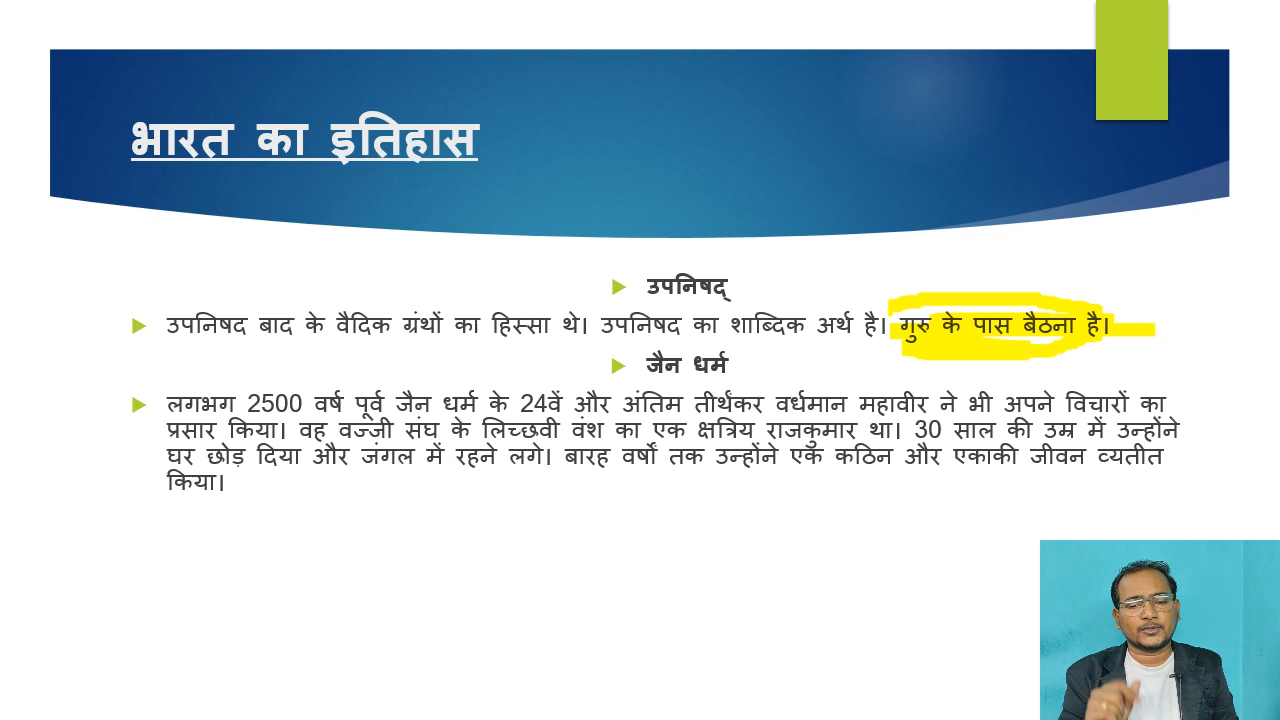 भारत का इतिहास
उपनिषद्
उपनिषद बाद के वैदिक ग्रंथों का हिस्सा थे। उपनिषद का शाब्दिक अर्थ है। गुरु के पास बैठना है।
जैन धर्म
लगभग 2500 वर्ष पूर्व जैन धर्म के 24वें और अंतिम तीर्थंकर वर्धमान महावीर ने भी अपने विचारों का
प्रसार किया। वह वज्जी संघ के लिच्छवी वंश का एक क्षत्रिय राजकुमार था। 30 साल की उम्र में उन्होंने
घर छोड़ दिया और जंगल में रहने लगे। बारह वर्षों तक उन्होंने एक कठिन और एकाकी जीवन व्यतीत
किया।